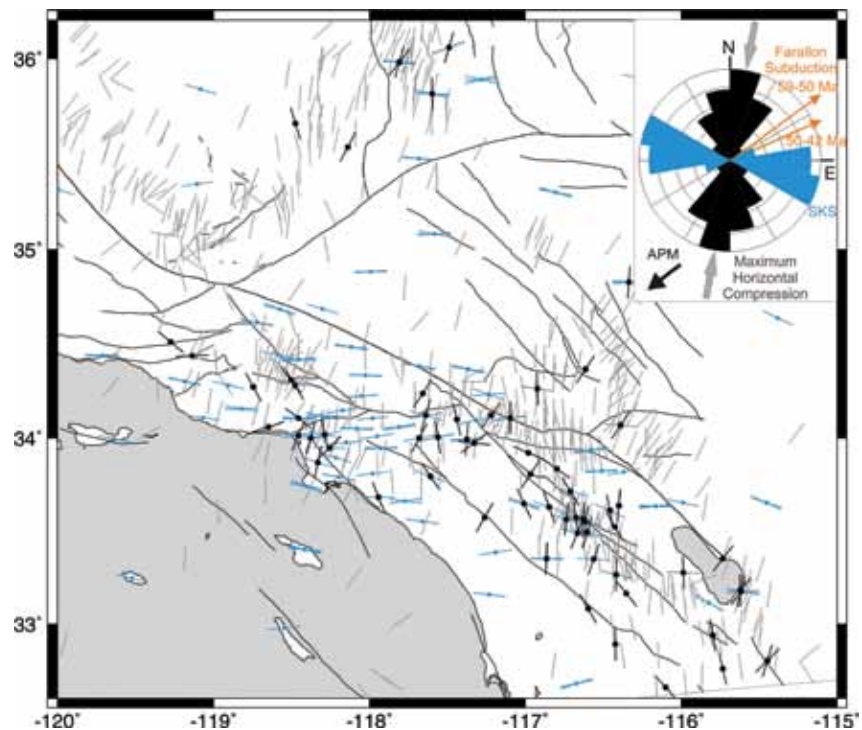 36˚
35˚
34˚
33˚
-120˚
-119˚
-118˚
-117˚
-116˚
-115˚
N
Farallon
Subduction
59-50 Ma
50-42 Ma
E
SKS
APM
Maximum
Horizontal
Compression